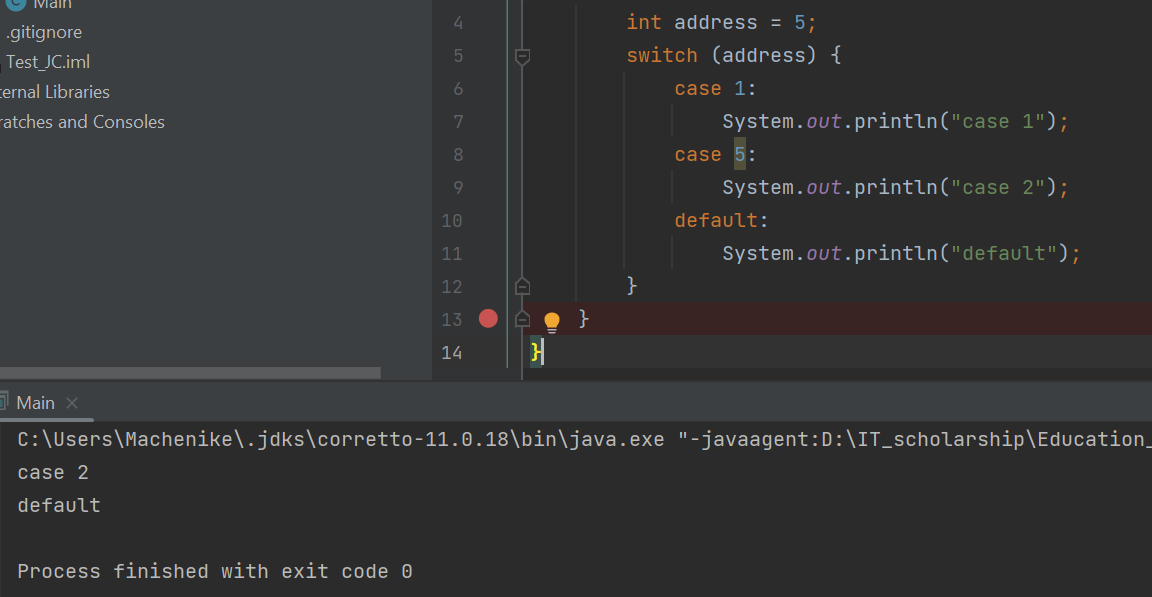 Main
.gitignore
Test_JC.iml
ternal Libraries
ratches and Consoles
4 int address = 5;
5 switch (address) {
6 case 1:
7 System.out.println("case 1");
8 case 5:
9 System.out.println("case 2");
10 default:
11 System.out.println("default");
12 }
13 }
14 }
Main
C:\Users\Machenike\.jdks\corretto-11.0.18\bin\java.exe "-javaagent:D:\IT_scholarship\Education_
case 2
default
Process finished with exit code 0